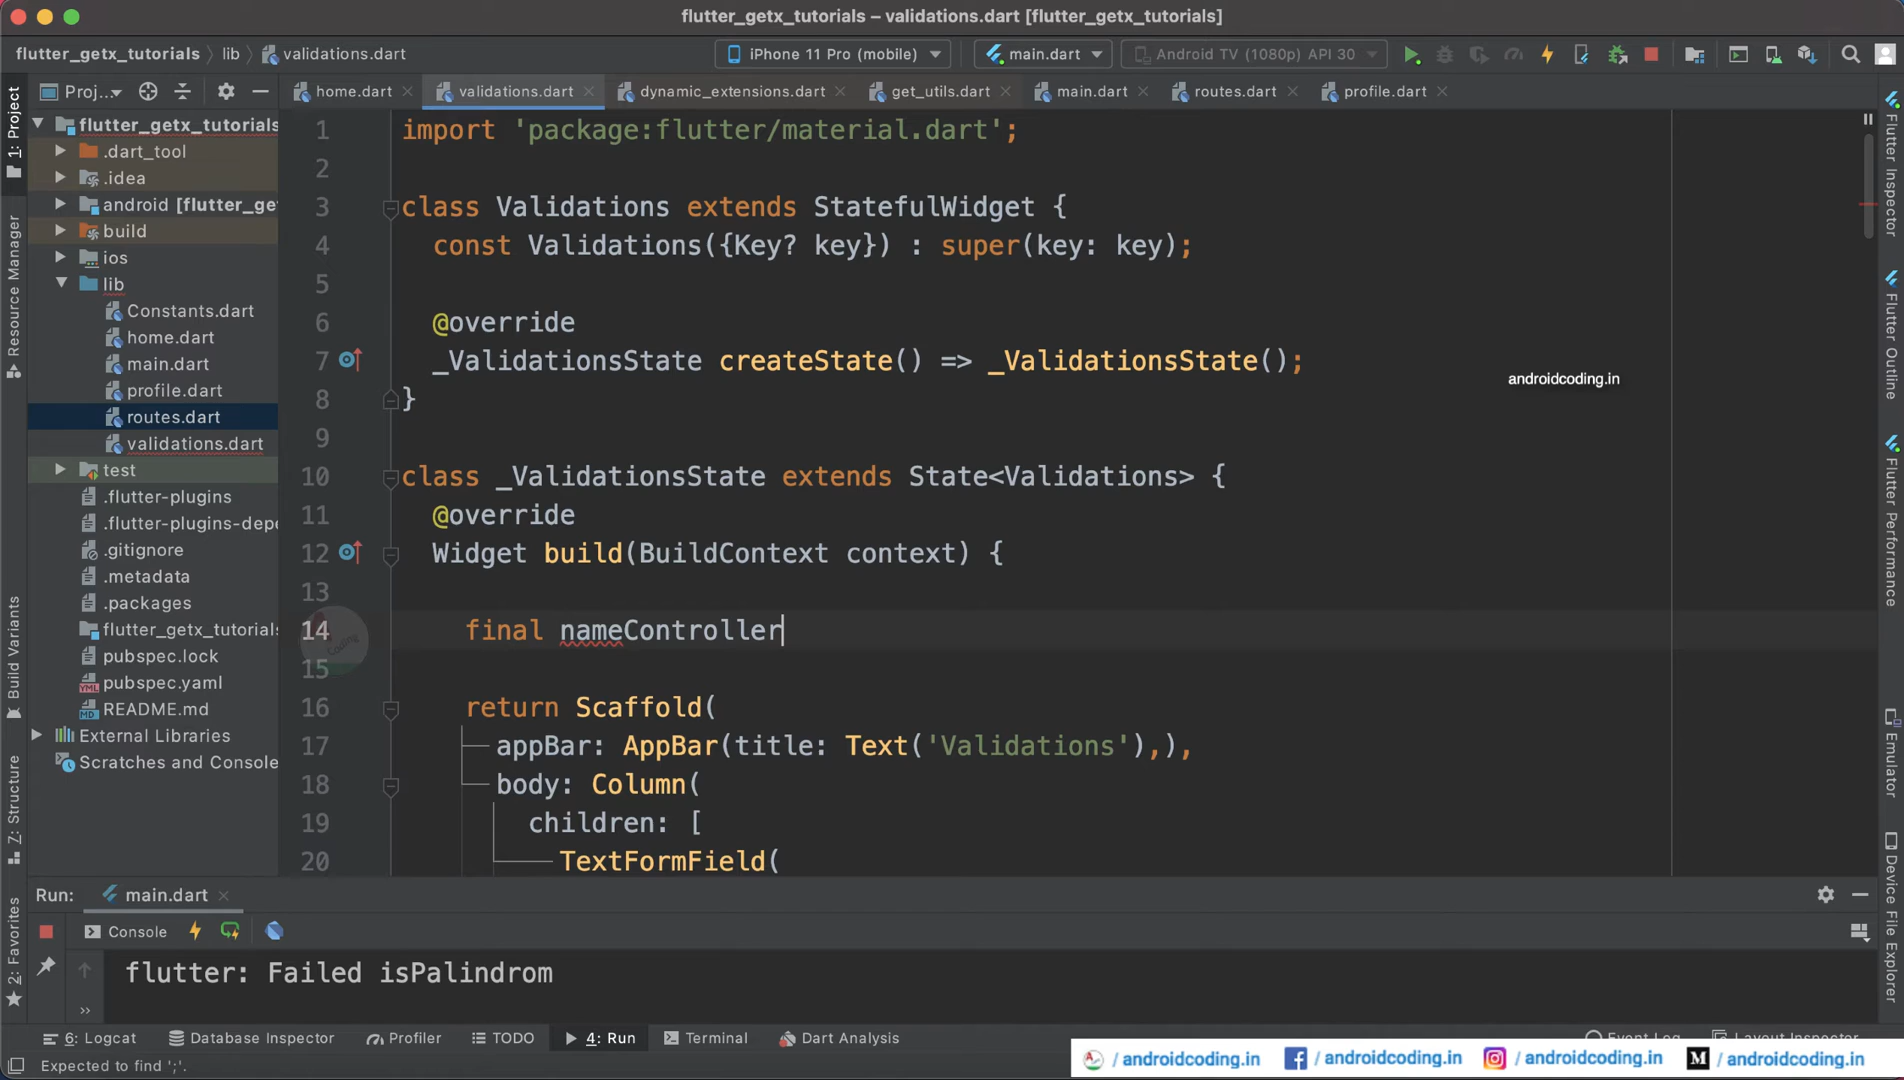 flutter_getx_tutorials – validations.dart [flutter_getx_tutorials]
flutter_getx_tutorials lib validations.dart iPhone 11 Pro (mobile) main.dart Android TV (1080p) API 30
1: Project
Proj...
home.dart validations.dart dynamic_extensions.dart get_utils.dart main.dart routes.dart profile.dart
flutter_getx_tutorials
.dart_tool
.idea
android [flutter_ge
build
ios
lib
Constants.dart
home.dart
main.dart
profile.dart
routes.dart
validations.dart
test
.flutter-plugins
.flutter-plugins-depe
.gitignore
.metadata
.packages
flutter_getx_tutorials
pubspec.lock
pubspec.yaml
README.md
External Libraries
Scratches and Console
Resource Manager
Build Variants
Z: Structure
2: Favorites
1 import 'package:flutter/material.dart';
2
3 class Validations extends StatefulWidget {
4 const Validations({Key? key}) : super(key: key);
5
6 @override
7 _ValidationsState createState() => _ValidationsState();
8 }
9
10 class _ValidationsState extends State<Validations> {
11 @override
12 Widget build(BuildContext context) {
13
14 final nameController
15
16 return Scaffold(
17 appBar: AppBar(title: Text('Validations'),),
18 body: Column(
19 children: [
20 TextFormField(
androidcoding.in
Coding
Flutter Inspector
Flutter Outline
Flutter Performance
Emulator
Device File Explorer
Run: main.dart
Console
flutter: Failed isPalindrom
6: Logcat Database Inspector Profiler TODO 4: Run Terminal Dart Analysis Event Log Layout Inspector
Expected to find ';'.
/ androidcoding.in / androidcoding.in / androidcoding.in / androidcoding.in